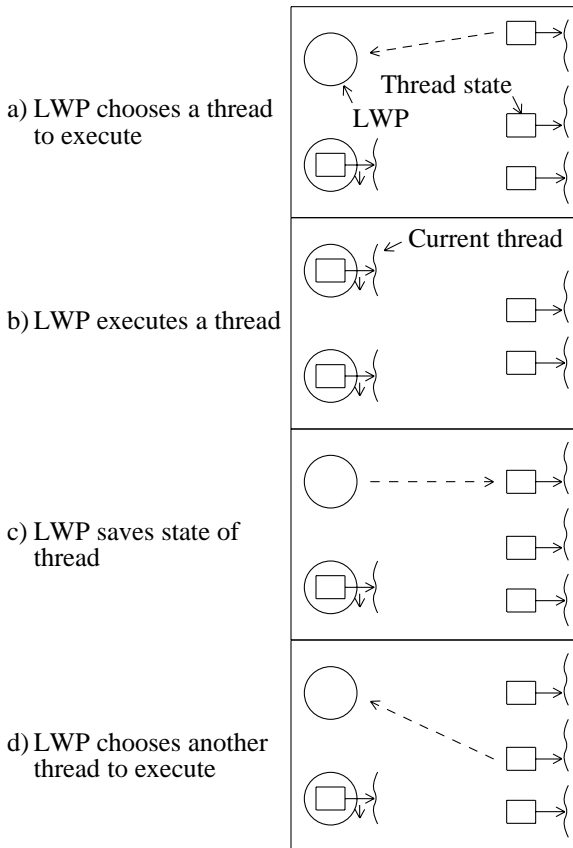 a) LWP chooses a thread
to execute
Thread state
LWP
Current thread
b) LWP executes a thread
c) LWP saves state of
thread
d) LWP chooses another
thread to execute